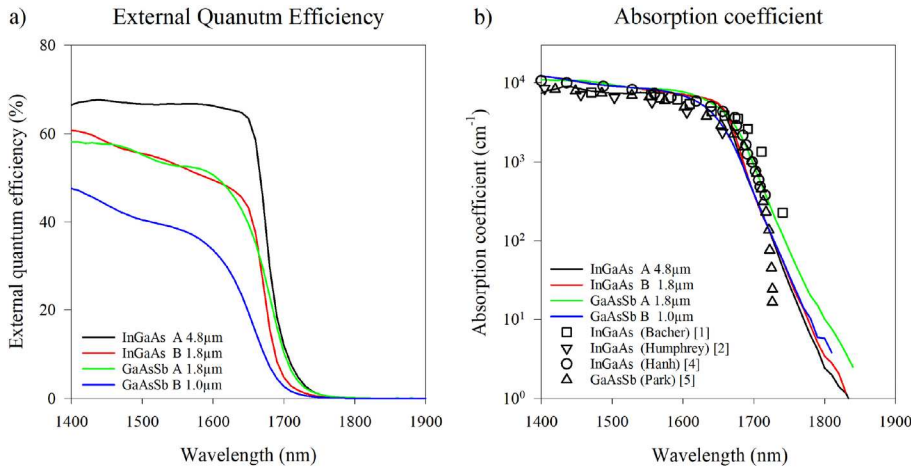 a)
External Quanutm Efficiency
External quantum efficiency (%)
80
60
40
20
0
InGaAs A 4.8μm
InGaAs B 1.8μm
GaAsSb A 1.8μm
GaAsSb B 1.0μm
1400 1500 1600 1700 1800 1900
Wavelength (nm)
b)
Absorption coefficient
Absorption coefficient (cm⁻¹)
10⁴
10³
10²
10¹
10⁰
InGaAs A 4.8μm
InGaAs B 1.8μm
GaAsSb A 1.8μm
GaAsSb B 1.0μm
InGaAs (Bacher) [1]
InGaAs (Humphrey) [2]
InGaAs (Hanh) [4]
GaAsSb (Park) [5]
1400 1500 1600 1700 1800 1900
Wavelength (nm)